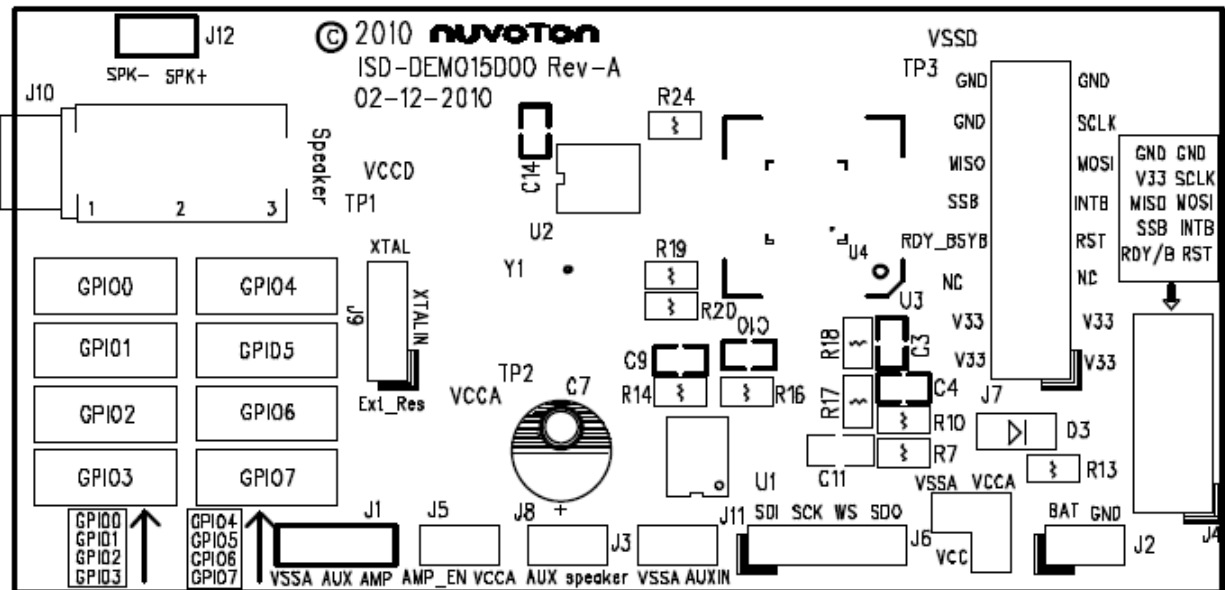 J12
SPK- SPK+
J10
Speaker
1 2 3
© 2010 nuvoTon
ISD-DEM015D00 Rev-A
02-12-2010
VCCD
TP1
C14
U2
R24
Y1
R19
R20
U4
U3
VSSD
TP3
GND GND
GND SCLK
MISO MOSI
SSB INTB
RDY_BSYB RST
NC NC
V33 V33
V33 V33
J7
GND GND
V33 SCLK
MISO MOSI
SSB INTB
RDY/B RST
J4
XTAL
J9
XTALIN
Ext_Res
GPIO0 GPIO4
GPIO1 GPIO5
GPIO2 GPIO6
GPIO3 GPIO7
TP2
VCCA
C7
+
C9
C10
R14
R16
R18
C3
R17
C4
R10
C11
R7
U1
D3
R13
GPIO0
GPIO1
GPIO2
GPIO3
GPIO4
GPIO5
GPIO6
GPIO7
J1
VSSA AUX AMP
J5
AMP_EN VCCA
J8
AUX speaker
J3
VSSA AUXIN
J11
SDI SCK WS SDO
J6
VSSA VCCA
VCC
BAT GND
J2